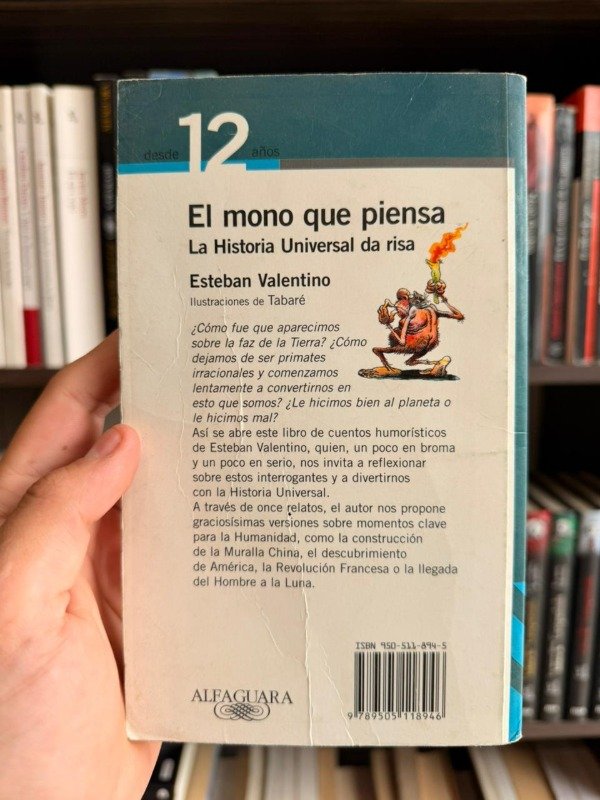 desde 12 años
El mono que piensa
La Historia Universal da risa
Esteban Valentino
Ilustraciones de Tabaré
¿Cómo fue que aparecimos
sobre la faz de la Tierra? ¿Cómo
dejamos de ser primates
irracionales y comenzamos
lentamente a convertirnos en
esto que somos? ¿Le hicimos bien al planeta o
le hicimos mal?
Así se abre este libro de cuentos humorísticos
de Esteban Valentino, quien, un poco en broma
y un poco en serio, nos invita a reflexionar
sobre estos interrogantes y a divertirnos
con la Historia Universal.
A través de once relatos, el autor nos propone
graciosísimas versiones sobre momentos clave
para la Humanidad, como la construcción
de la Muralla China, el descubrimiento
de América, la Revolución Francesa o la llegada
del Hombre a la Luna.
ISBN 950-511-894-5
9 789505 118946
ALFAGUARA